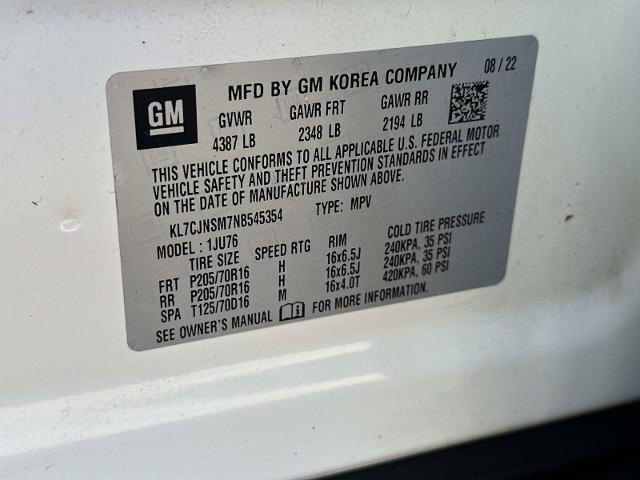 GM
MFD BY GM KOREA COMPANY 08 / 22
GVWR GAWR FRT GAWR RR
4387 LB 2348 LB 2194 LB
THIS VEHICLE CONFORMS TO ALL APPLICABLE U.S. FEDERAL MOTOR
VEHICLE SAFETY AND THEFT PREVENTION STANDARDS IN EFFECT
ON THE DATE OF MANUFACTURE SHOWN ABOVE.
KL7CJNSM7NB545354 TYPE: MPV
MODEL : 1JU76
TIRE SIZE SPEED RTG RIM COLD TIRE PRESSURE
FRT P205/70R16 H 16x6.5J 240KPA, 35 PSI
RR P205/70R16 H 16x6.5J 240KPA, 35 PSI
SPA T125/70D16 M 16x4.0T 420KPA, 60 PSI
SEE OWNER'S MANUAL FOR MORE INFORMATION.